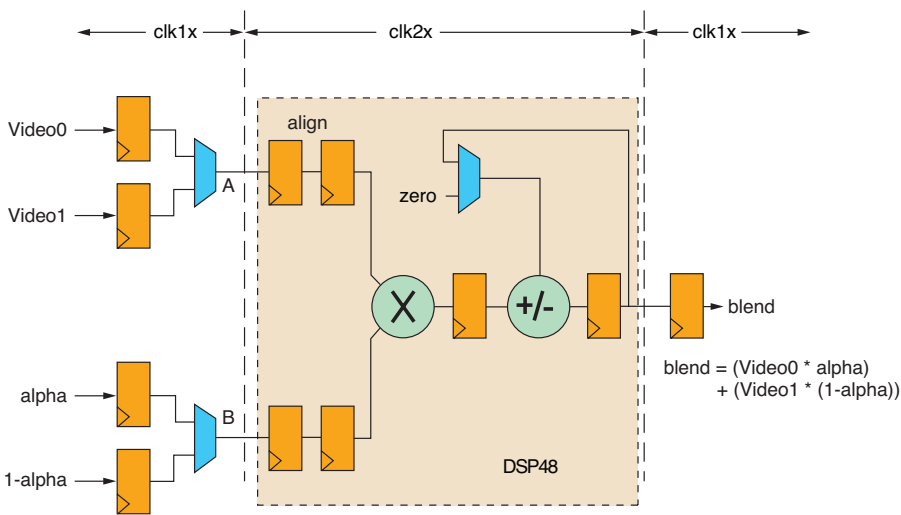 clk1x
clk2x
clk1x
Video0
align
A
zero
Video1
X
+/-
blend
blend = (Video0 * alpha)
+ (Video1 * (1-alpha))
alpha
B
1-alpha
DSP48